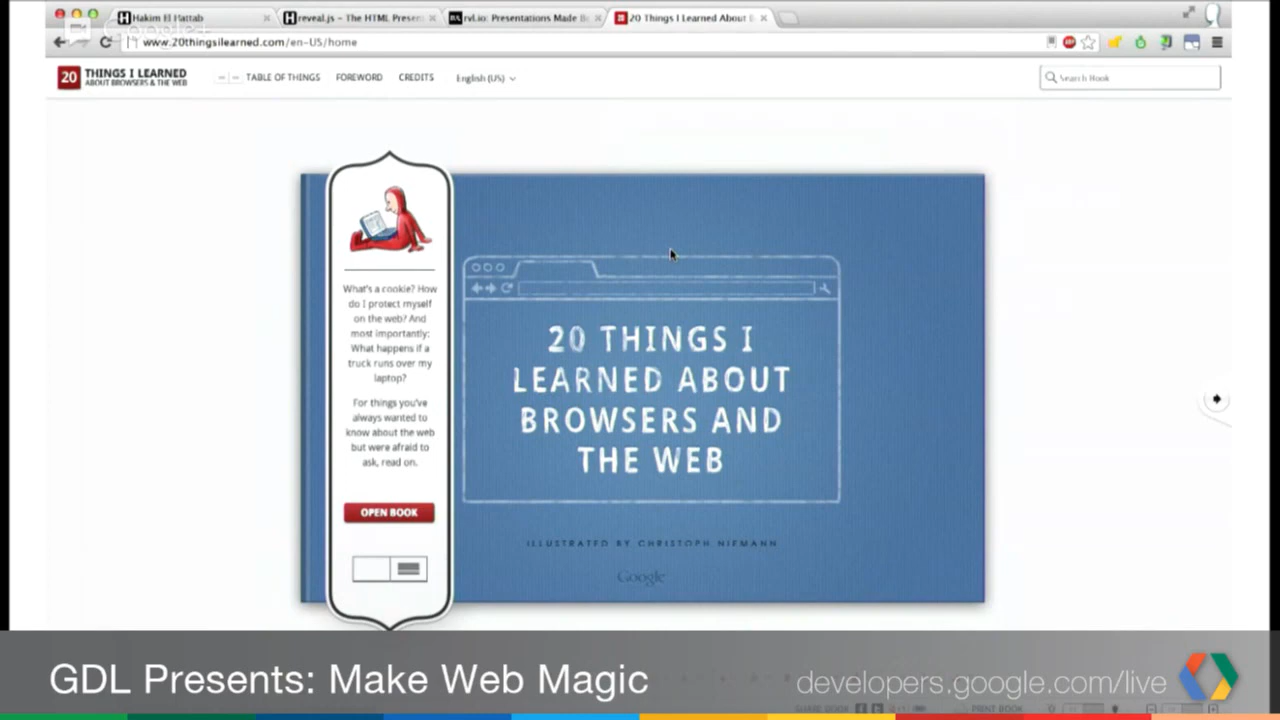 Hakim El Hattab
reveal.js – The HTML Presen
rvl.io: Presentations Made B
20 Things I Learned About B
Google+
www.20thingsilearned.com/en-US/home
20 THINGS I LEARNED
ABOUT BROWSERS & THE WEB
TABLE OF THINGS
FOREWORD
CREDITS
English (US)
Search Book
What's a cookie? How
do I protect myself
on the web? And
most importantly:
What happens if a
truck runs over my
laptop?
For things you've
always wanted to
know about the web
but were afraid to
ask, read on.
OPEN BOOK
20 THINGS I
LEARNED ABOUT
BROWSERS AND
THE WEB
ILLUSTRATED BY CHRISTOPH NIEMANN
Google
GDL Presents: Make Web Magic
developers.google.com/live
SHARE BOOK
PRINT BOOK